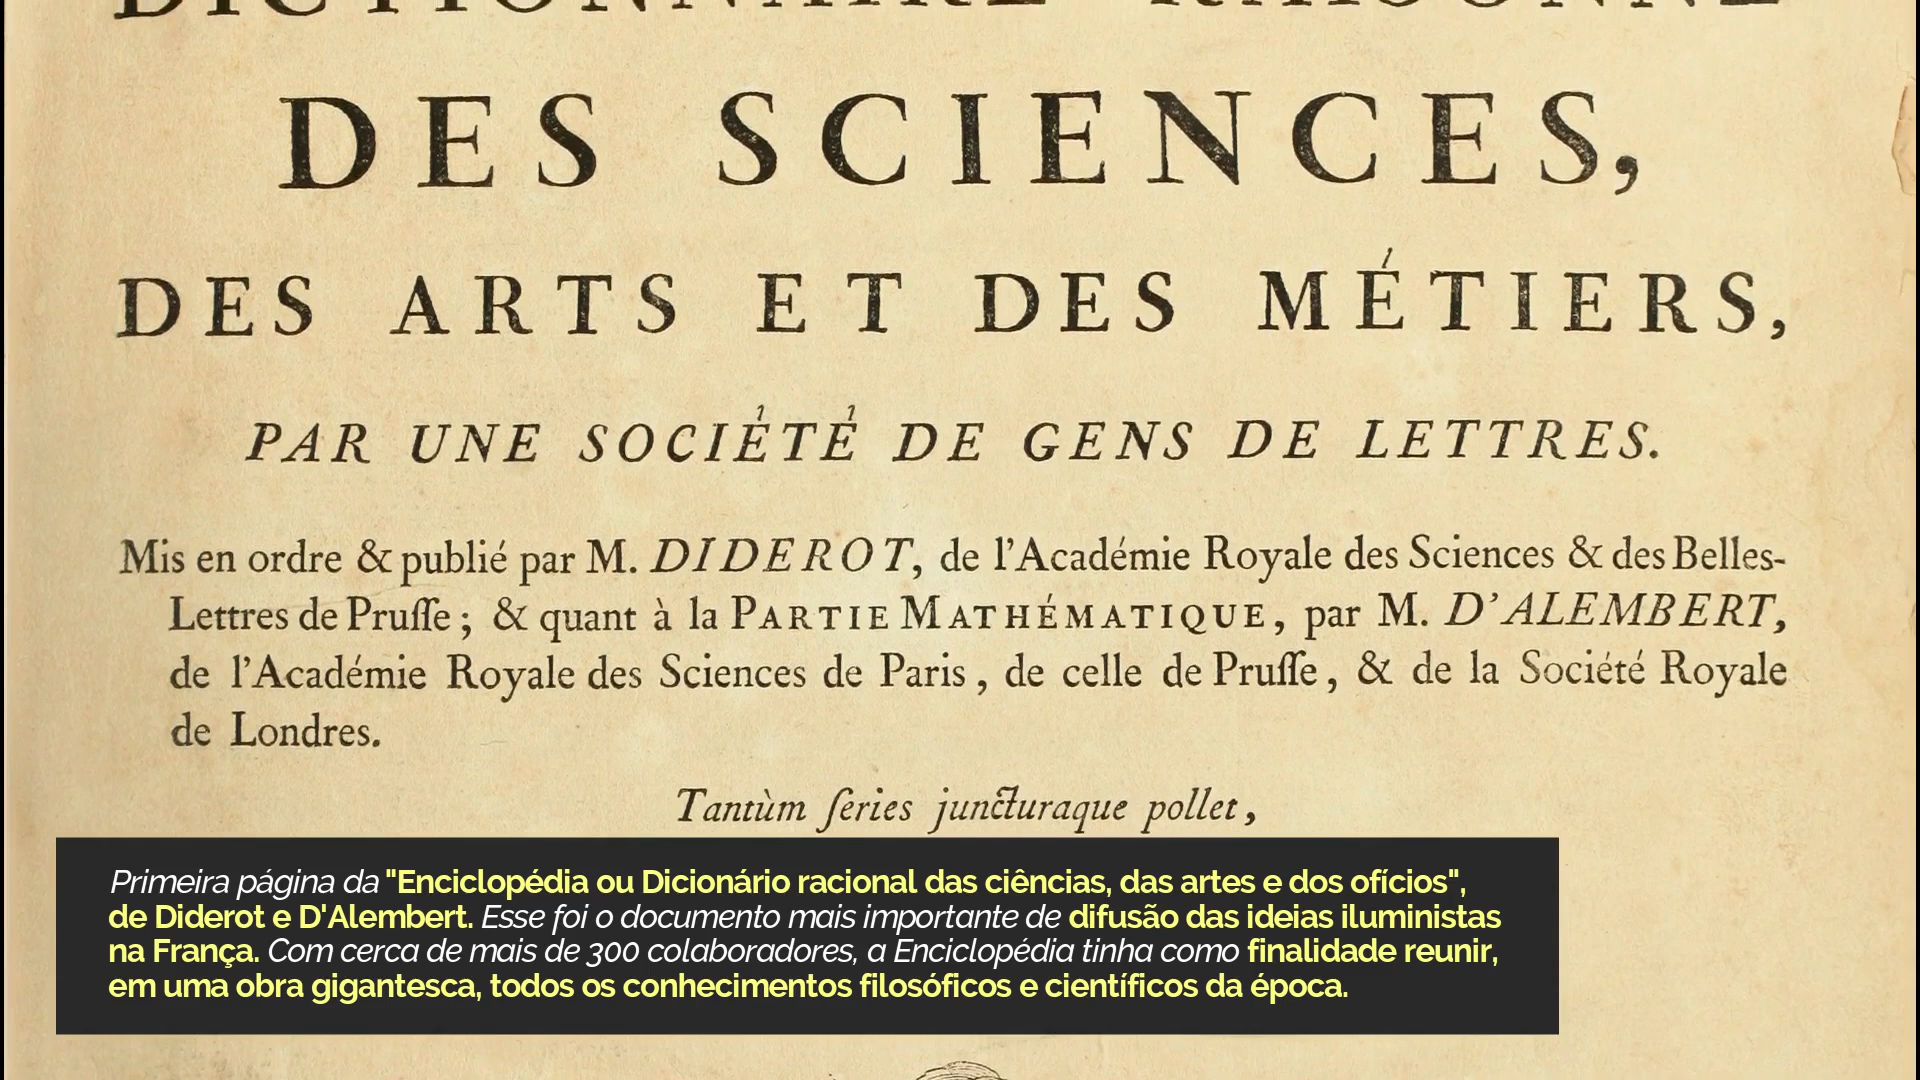 DICTIONNAIRE RAISONNÉ
DES SCIENCES,
DES ARTS ET DES MÉTIERS,
PAR UNE SOCIÉTÉ DE GENS DE LETTRES.
Mis en ordre & publié par M. DIDEROT, de l'Académie Royale des Sciences & des Belles-
Lettres de Pruſſe ; & quant à la PARTIE MATHÉMATIQUE, par M. D'ALEMBERT,
de l'Académie Royale des Sciences de Paris, de celle de Pruſſe, & de la Société Royale
de Londres.
Tantùm ſeries juncturaque pollet,
Primeira página da "Enciclopédia ou Dicionário racional das ciências, das artes e dos ofícios",
de Diderot e D'Alembert. Esse foi o documento mais importante de difusão das ideias iluministas
na França. Com cerca de mais de 300 colaboradores, a Enciclopédia tinha como finalidade reunir,
em uma obra gigantesca, todos os conhecimentos filosóficos e científicos da época.